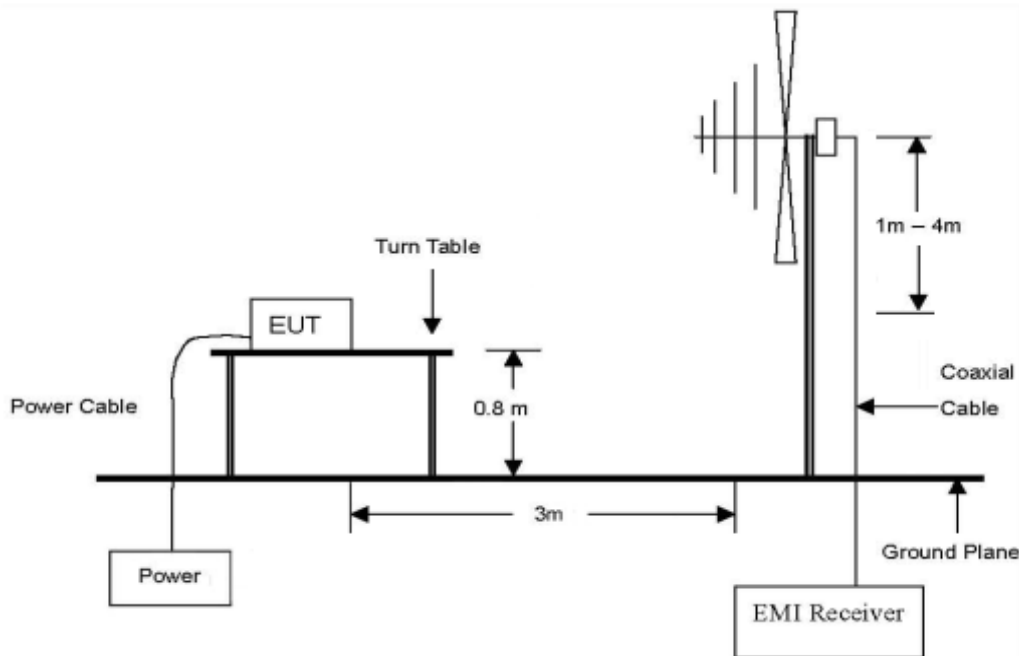 1m – 4m
Turn Table
EUT
Coaxial
Cable
Power Cable
0.8 m
3m
Ground Plane
Power
EMI Receiver